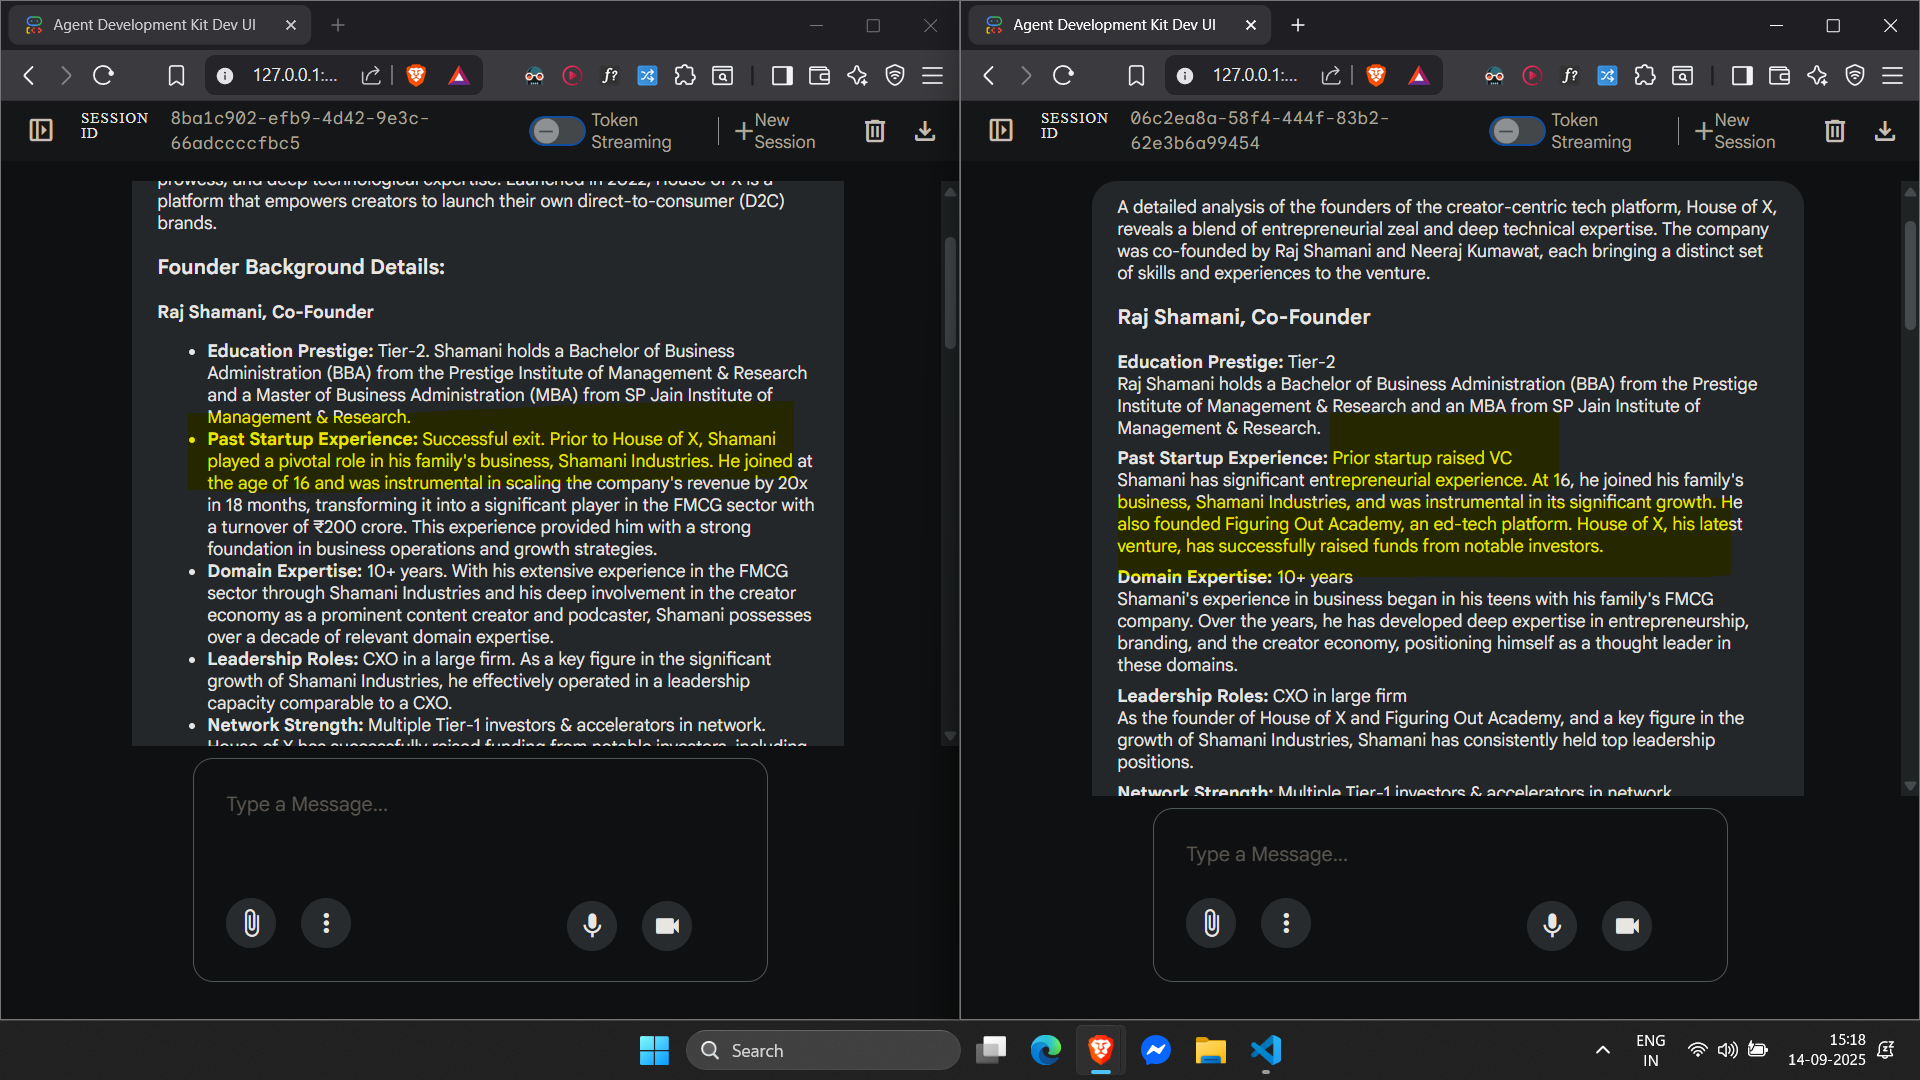 Agent Development Kit Dev UI
127.0.0.1:...
SESSION ID
8ba1c902-efb9-4d42-9e3c-
66adccccfbc5
Token
Streaming
New
Session
prowess, and deep technological expertise. Launched in 2022, House of X is a
platform that empowers creators to launch their own direct-to-consumer (D2C)
brands.
Founder Background Details:
Raj Shamani, Co-Founder
Education Prestige: Tier-2. Shamani holds a Bachelor of Business
Administration (BBA) from the Prestige Institute of Management & Research
and a Master of Business Administration (MBA) from SP Jain Institute of
Management & Research.
Past Startup Experience: Successful exit. Prior to House of X, Shamani
played a pivotal role in his family's business, Shamani Industries. He joined at
the age of 16 and was instrumental in scaling the company's revenue by 20x
in 18 months, transforming it into a significant player in the FMCG sector with
a turnover of ₹200 crore. This experience provided him with a strong
foundation in business operations and growth strategies.
Domain Expertise: 10+ years. With his extensive experience in the FMCG
sector through Shamani Industries and his deep involvement in the creator
economy as a prominent content creator and podcaster, Shamani possesses
over a decade of relevant domain expertise.
Leadership Roles: CXO in a large firm. As a key figure in the significant
growth of Shamani Industries, he effectively operated in a leadership
capacity comparable to a CXO.
Network Strength: Multiple Tier-1 investors & accelerators in network.
House of X has successfully raised funding from notable investors, including
Type a Message...
Agent Development Kit Dev UI
127.0.0.1:...
SESSION ID
06c2ea8a-58f4-444f-83b2-
62e3b6a99454
Token
Streaming
New
Session
A detailed analysis of the founders of the creator-centric tech platform, House of X,
reveals a blend of entrepreneurial zeal and deep technical expertise. The company
was co-founded by Raj Shamani and Neeraj Kumawat, each bringing a distinct set
of skills and experiences to the venture.
Raj Shamani, Co-Founder
Education Prestige: Tier-2
Raj Shamani holds a Bachelor of Business Administration (BBA) from the Prestige
Institute of Management & Research and an MBA from SP Jain Institute of
Management & Research.
Past Startup Experience: Prior startup raised VC
Shamani has significant entrepreneurial experience. At 16, he joined his family's
business, Shamani Industries, and was instrumental in its significant growth. He
also founded Figuring Out Academy, an ed-tech platform. House of X, his latest
venture, has successfully raised funds from notable investors.
Domain Expertise: 10+ years
Shamani's experience in business began in his teens with his family's FMCG
company. Over the years, he has developed deep expertise in entrepreneurship,
branding, and the creator economy, positioning himself as a thought leader in
these domains.
Leadership Roles: CXO in large firm
As the founder of House of X and Figuring Out Academy, and a key figure in the
growth of Shamani Industries, Shamani has consistently held top leadership
positions.
Network Strength: Multiple Tier-1 investors & accelerators in network
Type a Message...
f?
f?
Search
ENG
IN
15:18
14-09-2025